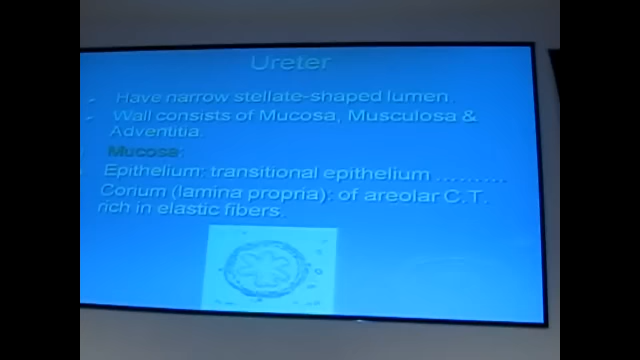 Ureter
Have narrow stellate-shaped lumen.
Wall consists of Mucosa, Musculosa &
Adventitia.
Mucosa:
Epithelium: transitional epithelium ..........
Corium (lamina propria): of areolar C.T.
rich in elastic fibers.